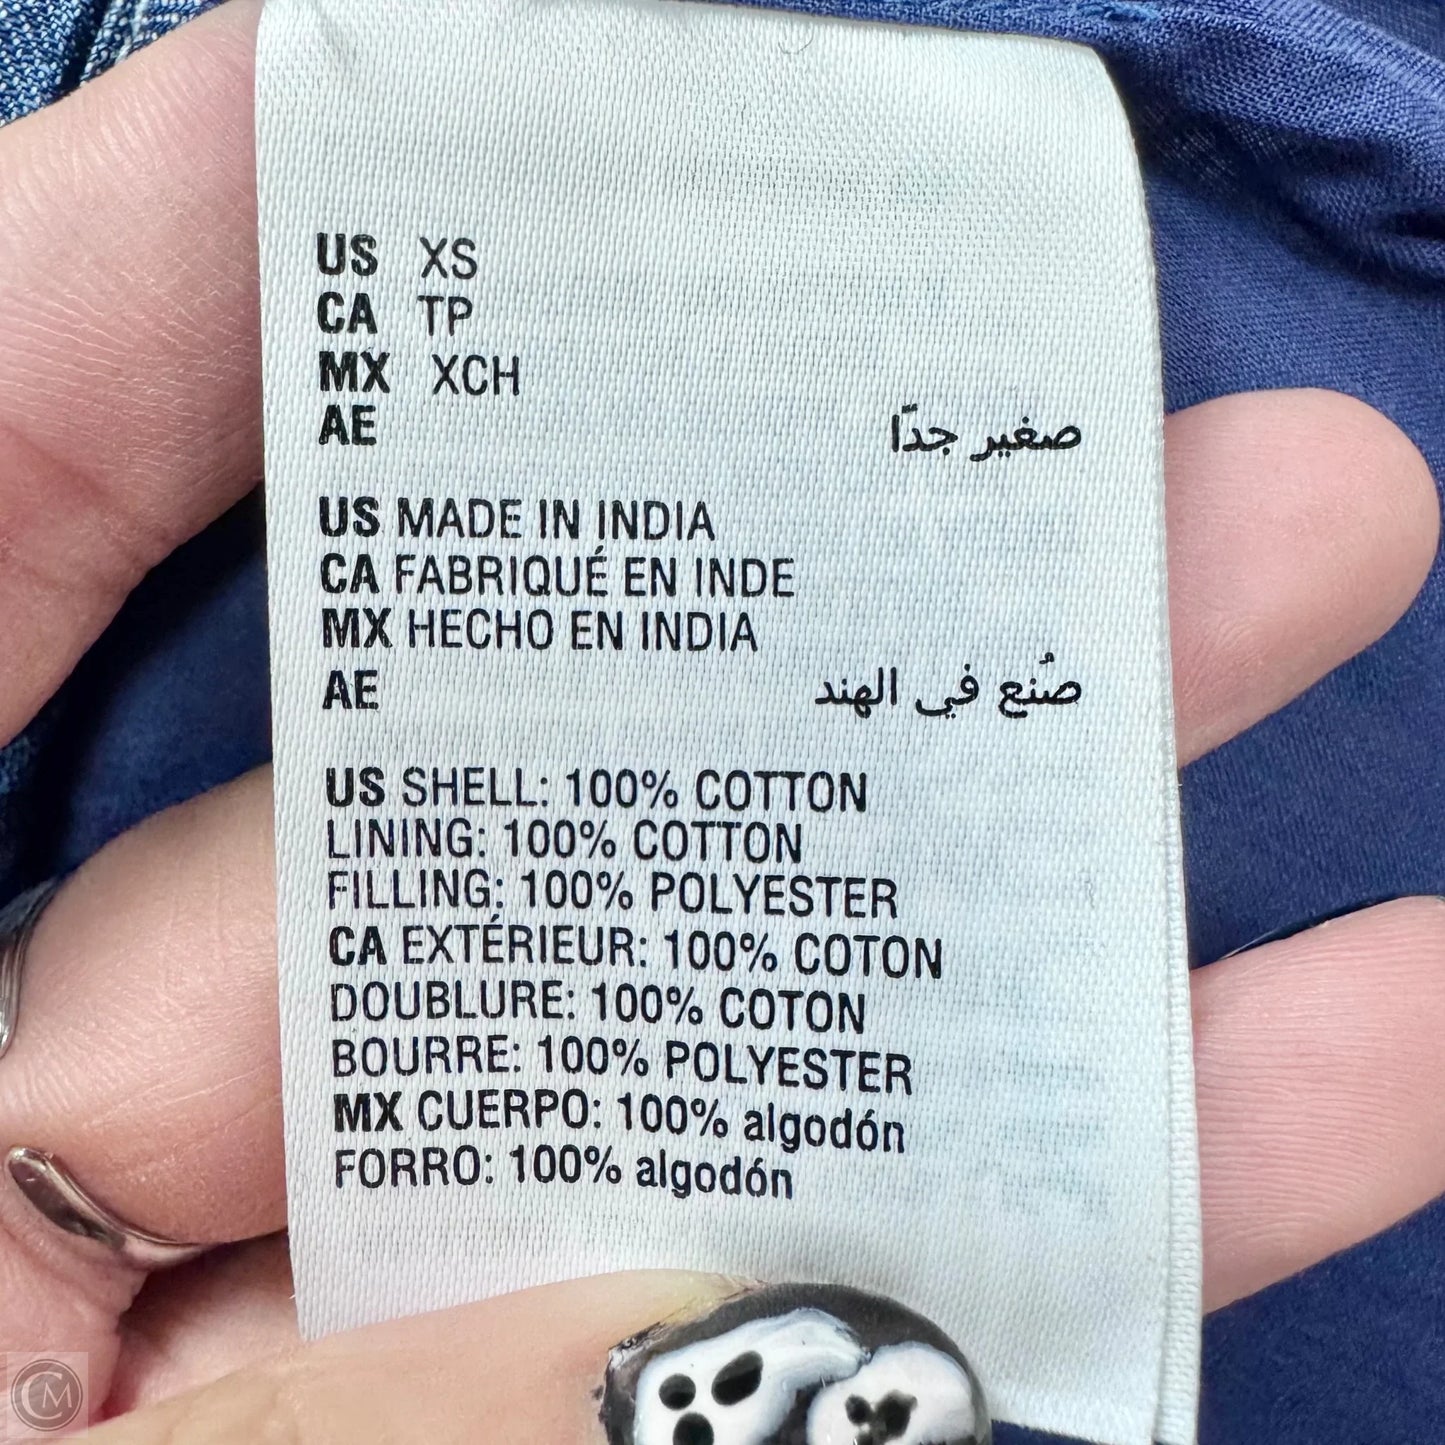 US XS
CA TP
MX XCH
AE صغير جدًا
US MADE IN INDIA
CA FABRIQUÉ EN INDE
MX HECHO EN INDIA
AE صُنع في الهند
US SHELL: 100% COTTON
LINING: 100% COTTON
FILLING: 100% POLYESTER
CA EXTÉRIEUR: 100% COTON
DOUBLURE: 100% COTON
BOURRE: 100% POLYESTER
MX CUERPO: 100% algodón
FORRO: 100% algodón
CM